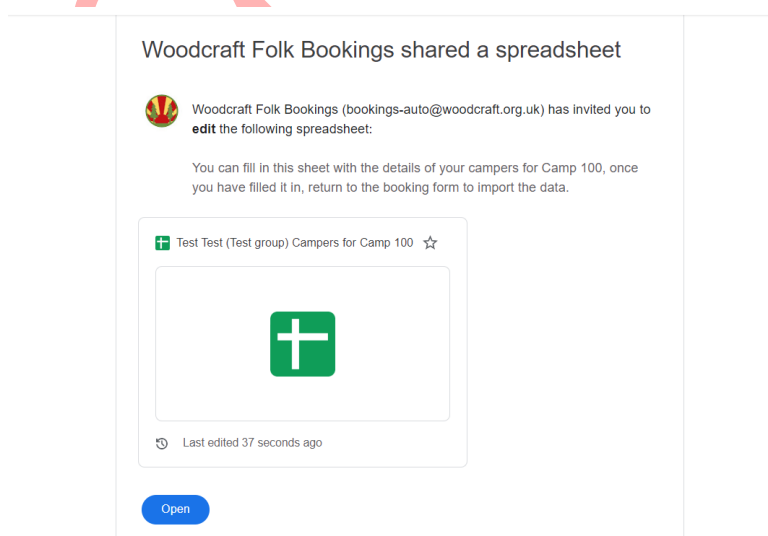 Woodcraft Folk Bookings shared a spreadsheet
Woodcraft Folk Bookings (bookings-auto@woodcraft.org.uk) has invited you to
edit the following spreadsheet:
You can fill in this sheet with the details of your campers for Camp 100, once
you have filled it in, return to the booking form to import the data.
Test Test (Test group) Campers for Camp 100
Last edited 37 seconds ago
Open